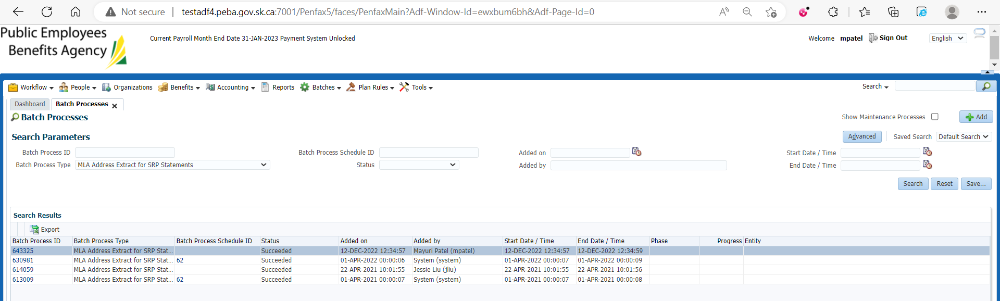 Not secure | testadf4.peba.gov.sk.ca:7001/Penfax5/faces/PenfaxMain?Adf-Window-Id=ewxbum6bh&Adf-Page-Id=0
Public Employees
Benefits Agency
Current Payroll Month End Date 31-JAN-2023 Payment System Unlocked
Welcome mpatel Sign Out English
Workflow People Organizations Benefits Accounting Reports Batches Plan Rules Tools Search
Dashboard Batch Processes
Batch Processes Show Maintenance Processes Add
Search Parameters Advanced Saved Search Default Search
Batch Process ID Batch Process Schedule ID Added on Start Date / Time
Batch Process Type MLA Address Extract for SRP Statements Status Added by End Date / Time
Search Reset Save...
Search Results
Export
Batch Process ID Batch Process Type Batch Process Schedule ID Status Added on Added by Start Date / Time End Date / Time Phase Progress Entity
643325 MLA Address Extract for SRP Stat... Succeeded 12-DEC-2022 12:34:57 Mayuri Patel (mpatel) 12-DEC-2022 12:34:57 12-DEC-2022 12:34:59
630981 MLA Address Extract for SRP Stat... 62 Succeeded 01-APR-2022 00:00:06 System (system) 01-APR-2022 00:00:07 01-APR-2022 00:00:09
614059 MLA Address Extract for SRP Stat... Succeeded 22-APR-2021 10:01:55 Jessie Liu (jliu) 22-APR-2021 10:01:55 22-APR-2021 10:01:56
613009 MLA Address Extract for SRP Stat... 62 Succeeded 01-APR-2021 00:00:07 System (system) 01-APR-2021 00:00:07 01-APR-2021 00:00:08